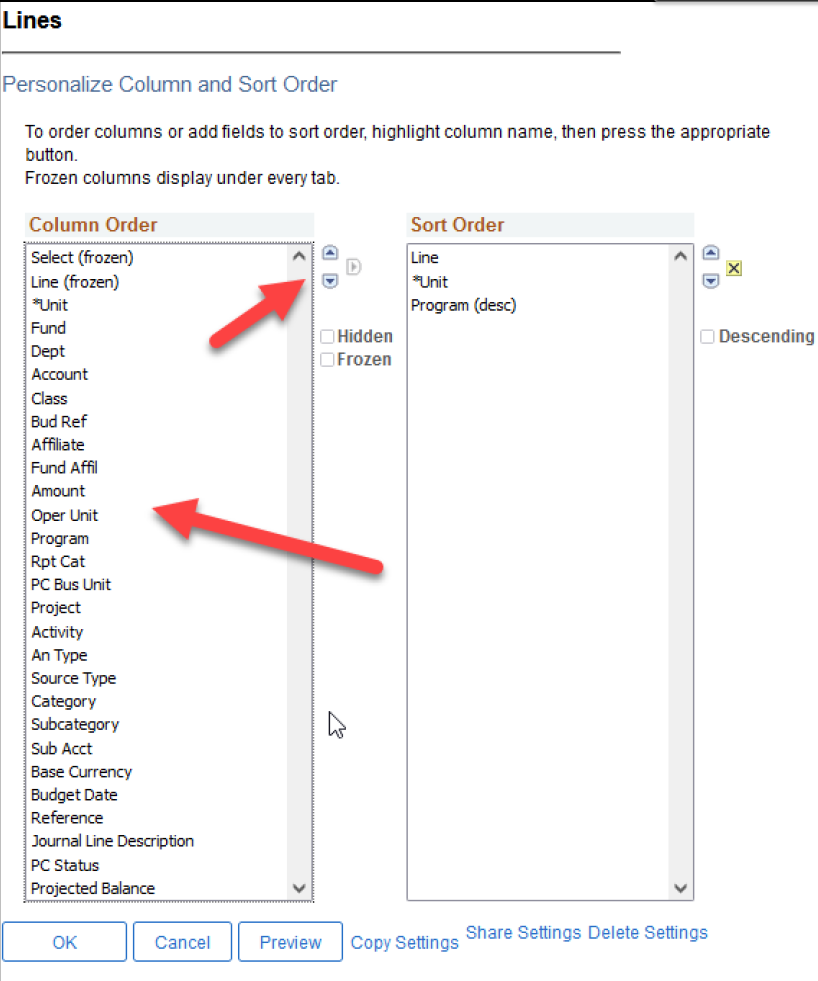 Lines
Personalize Column and Sort Order
To order columns or add fields to sort order, highlight column name, then press the appropriate
button.
Frozen columns display under every tab.
Column Order
Select (frozen)
Line (frozen)
*Unit
Fund
Dept
Account
Class
Bud Ref
Affiliate
Fund Affil
Amount
Oper Unit
Program
Rpt Cat
PC Bus Unit
Project
Activity
An Type
Source Type
Category
Subcategory
Sub Acct
Base Currency
Budget Date
Reference
Journal Line Description
PC Status
Projected Balance
Hidden
Frozen
Sort Order
Line
*Unit
Program (desc)
Descending
OK
Cancel
Preview
Copy Settings
Share Settings
Delete Settings